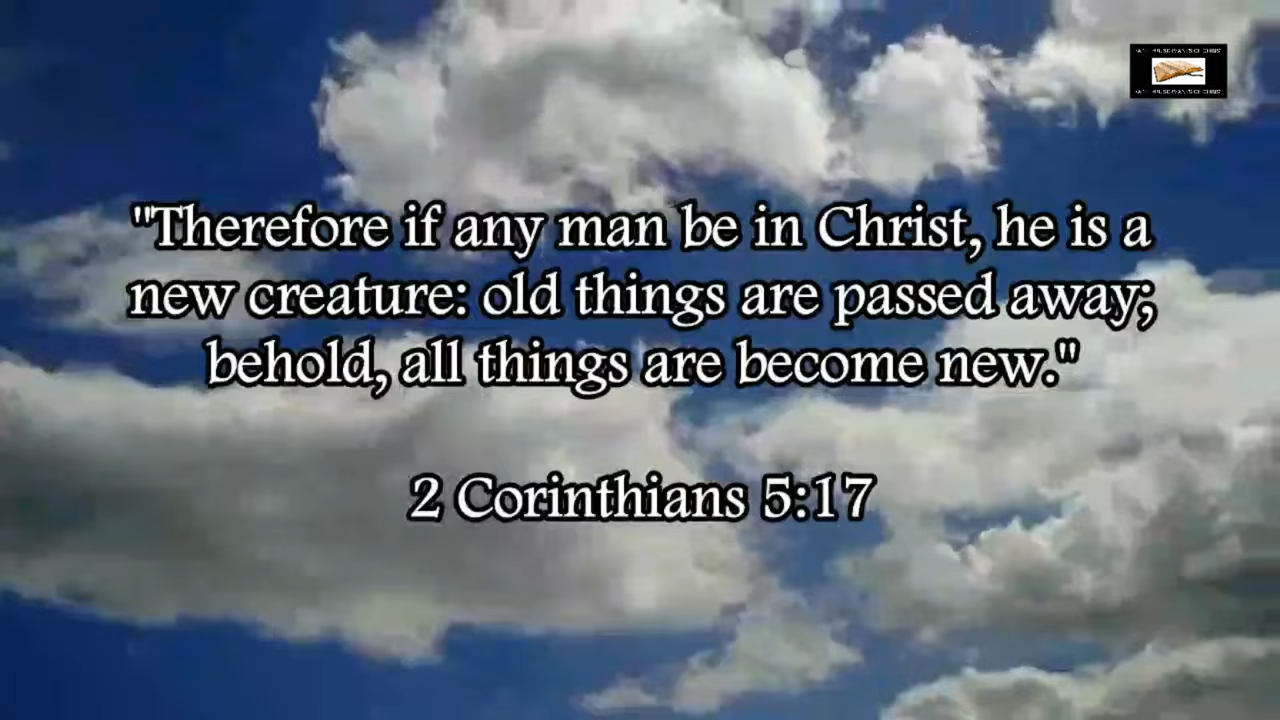 "Therefore if any man be in Christ, he is a
new creature: old things are passed away;
behold, all things are become new."
2 Corinthians 5:17